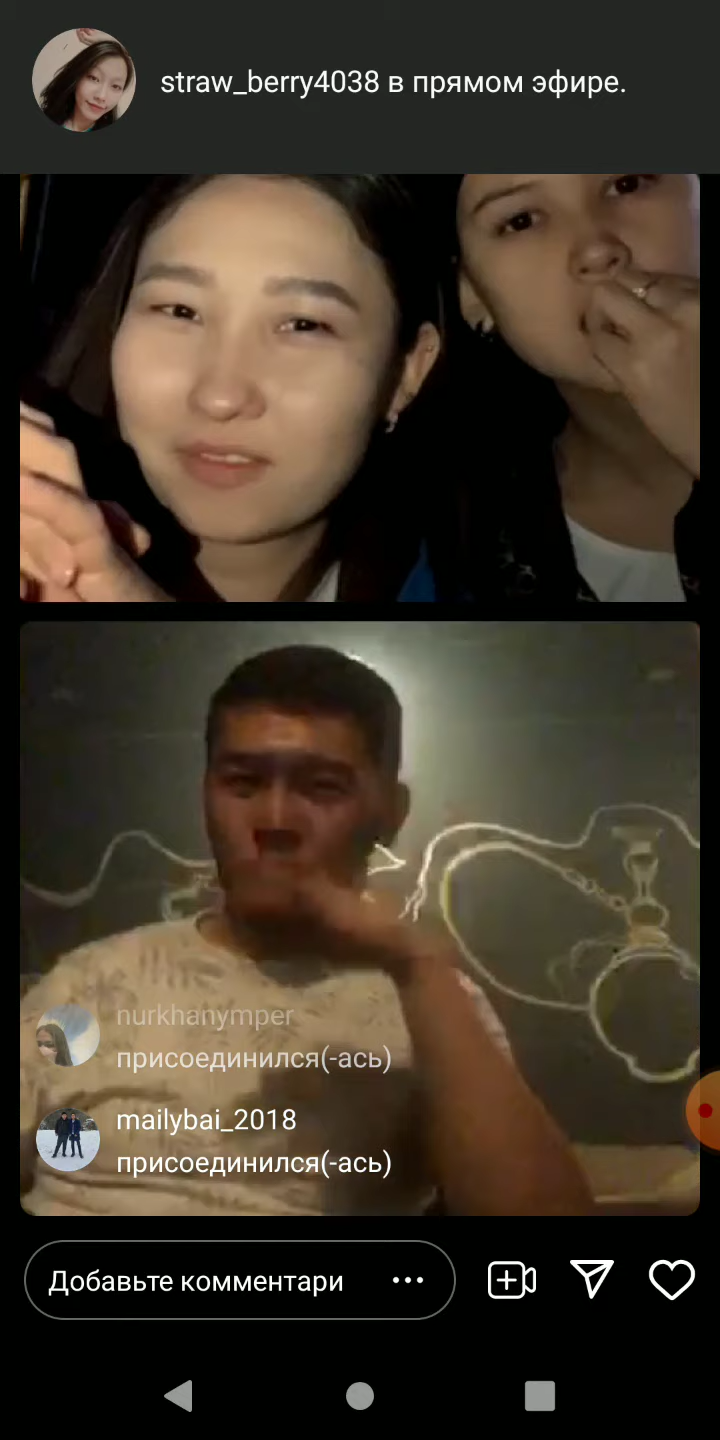 straw_berry4038 в прямом эфире.
nurkhanymper
присоединился(-ась)
mailybai_2018
присоединился(-ась)
Добавьте комментари